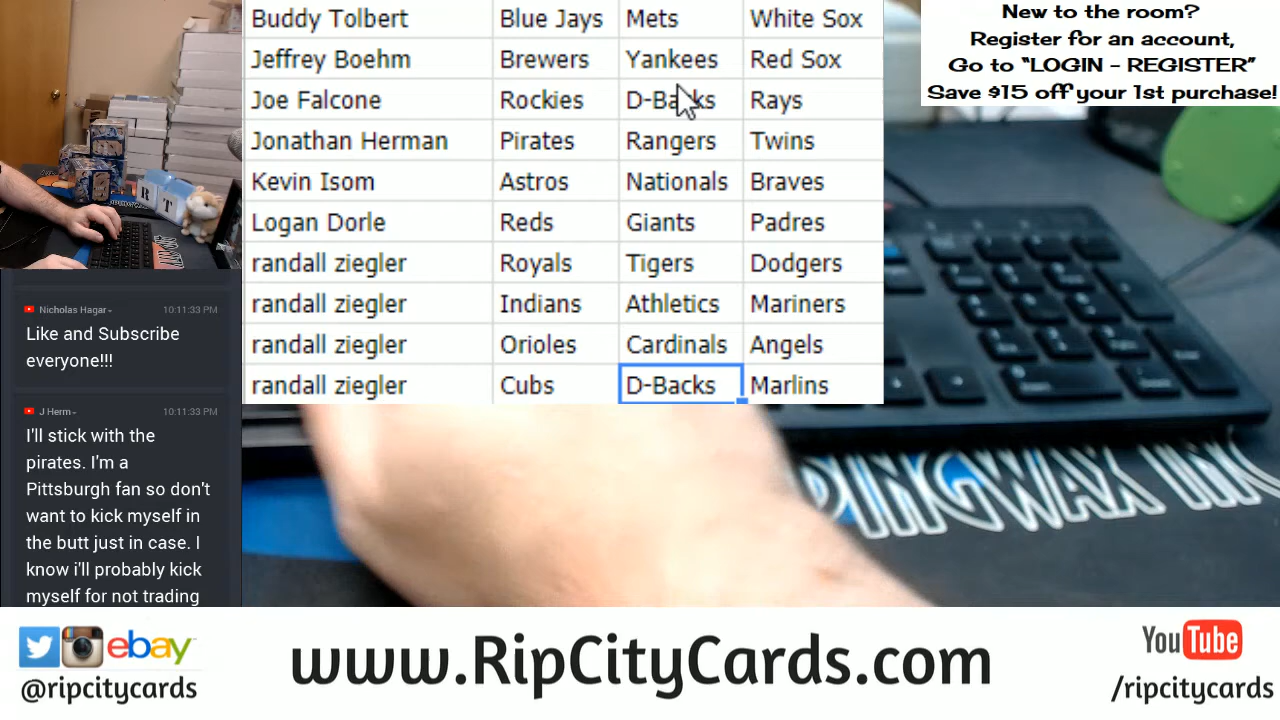 Buddy Tolbert Blue Jays Mets White Sox
Jeffrey Boehm Brewers Yankees Red Sox
Joe Falcone Rockies D-Backs Rays
Jonathan Herman Pirates Rangers Twins
Kevin Isom Astros Nationals Braves
Logan Dorle Reds Giants Padres
randall ziegler Royals Tigers Dodgers
randall ziegler Indians Athletics Mariners
randall ziegler Orioles Cardinals Angels
randall ziegler Cubs D-Backs Marlins
New to the room?
Register for an account,
Go to “LOGIN - REGISTER”
Save $15 off your 1st purchase!
R T
Nicholas Hagar 10:11:33 PM
Like and Subscribe
everyone!!!
J Herm 10:11:33 PM
I'll stick with the
pirates. I'm a
Pittsburgh fan so don't
want to kick myself in
the butt just in case. I
know i'll probably kick
myself for not trading
ebay
@ripcitycards
www.RipCityCards.com
YouTube
/ripcitycards